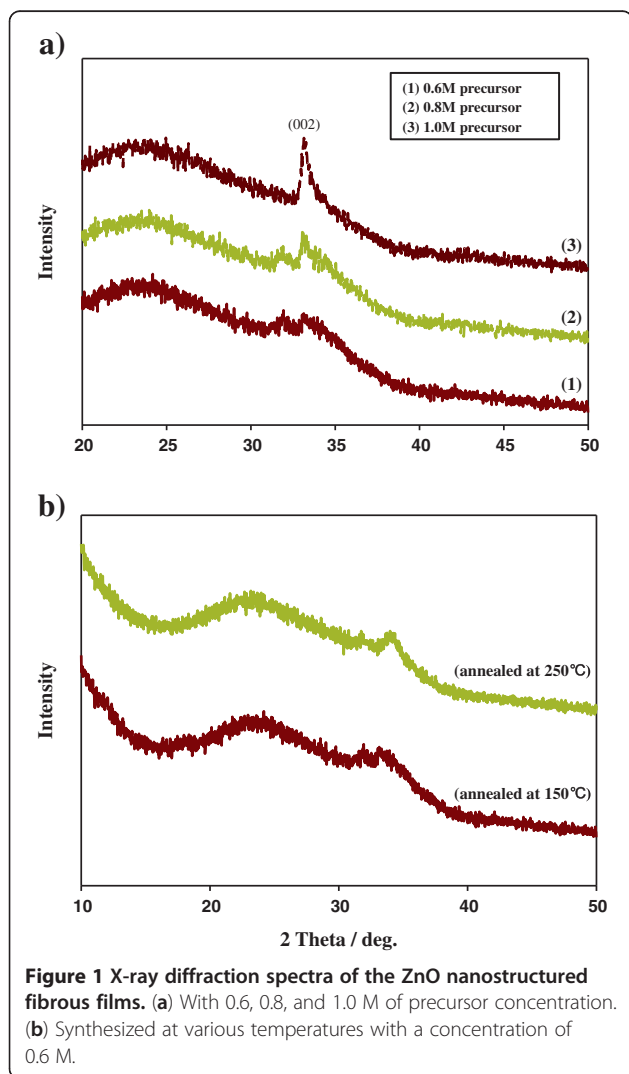 a)
(1) 0.6M precursor
(2) 0.8M precursor
(3) 1.0M precursor
(002)
Intensity
(3)
(2)
(1)
20 25 30 35 40 45 50
b)
Intensity
(annealed at 250℃)
(annealed at 150℃)
10 20 30 40 50
2 Theta / deg.
Figure 1 X-ray diffraction spectra of the ZnO nanostructured
fibrous films. (a) With 0.6, 0.8, and 1.0 M of precursor concentration.
(b) Synthesized at various temperatures with a concentration of
0.6 M.